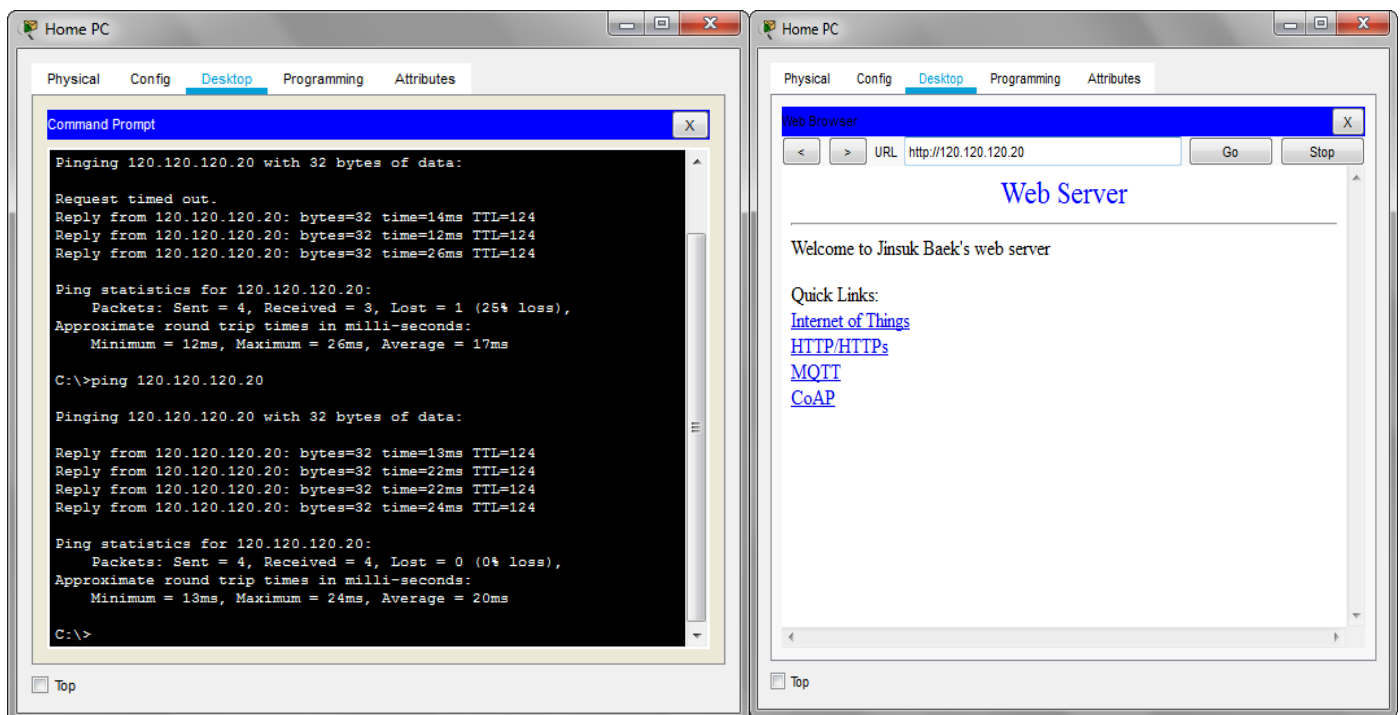 Home PC
Physical Config Desktop Programming Attributes
Command Prompt
X
Pinging 120.120.120.20 with 32 bytes of data:
Request timed out.
Reply from 120.120.120.20: bytes=32 time=14ms TTL=124
Reply from 120.120.120.20: bytes=32 time=12ms TTL=124
Reply from 120.120.120.20: bytes=32 time=26ms TTL=124
Ping statistics for 120.120.120.20:
Packets: Sent = 4, Received = 3, Lost = 1 (25% loss),
Approximate round trip times in milli-seconds:
Minimum = 12ms, Maximum = 26ms, Average = 17ms
C:\>ping 120.120.120.20
Pinging 120.120.120.20 with 32 bytes of data:
Reply from 120.120.120.20: bytes=32 time=13ms TTL=124
Reply from 120.120.120.20: bytes=32 time=22ms TTL=124
Reply from 120.120.120.20: bytes=32 time=22ms TTL=124
Reply from 120.120.120.20: bytes=32 time=24ms TTL=124
Ping statistics for 120.120.120.20:
Packets: Sent = 4, Received = 4, Lost = 0 (0% loss),
Approximate round trip times in milli-seconds:
Minimum = 13ms, Maximum = 24ms, Average = 20ms
C:\>
Top
Home PC
Physical Config Desktop Programming Attributes
Web Browser
X
< > URL http://120.120.120.20 Go Stop
Web Server
Welcome to Jinsuk Baek's web server
Quick Links:
Internet of Things
HTTP/HTTPs
MQTT
CoAP
Top